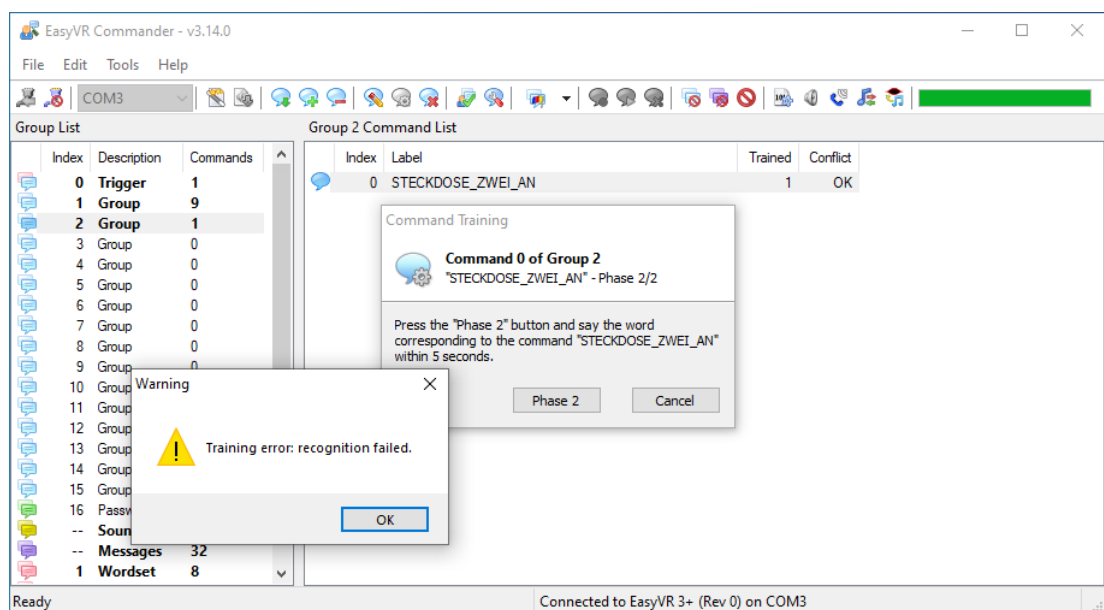 EasyVR Commander - v3.14.0
File Edit Tools Help
COM3
Group List
Group 2 Command List
Index Description Commands
Index Label Trained Conflict
0 Trigger 1
0 STECKDOSE_ZWEI_AN 1 OK
1 Group 9
2 Group 1
3 Group 0
4 Group 0
5 Group 0
6 Group 0
7 Group 0
8 Group 0
9 Group 0
10 Group
11 Group
12 Group
13 Group
14 Group
15 Group
16 Passw
-- Soun
-- Messages 32
1 Wordset 8
Command Training
Command 0 of Group 2
"STECKDOSE_ZWEI_AN" - Phase 2/2
Press the "Phase 2" button and say the word
corresponding to the command "STECKDOSE_ZWEI_AN"
within 5 seconds.
Phase 2 Cancel
Warning
Training error: recognition failed.
OK
Ready
Connected to EasyVR 3+ (Rev 0) on COM3